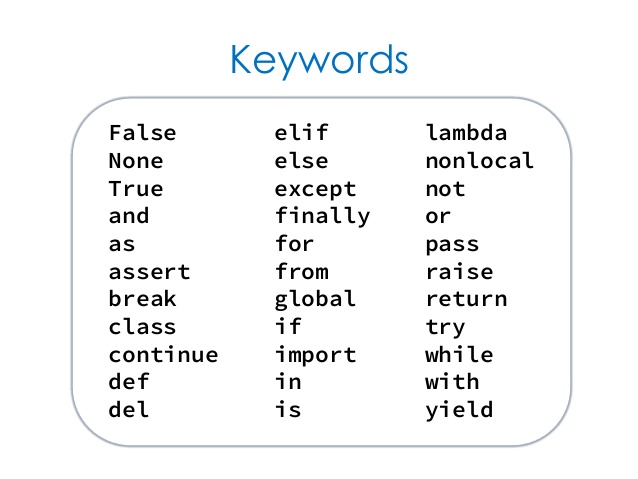 Keywords
False elif lambda
None else nonlocal
True except not
and finally or
as for pass
assert from raise
break global return
class if try
continue import while
def in with
del is yield